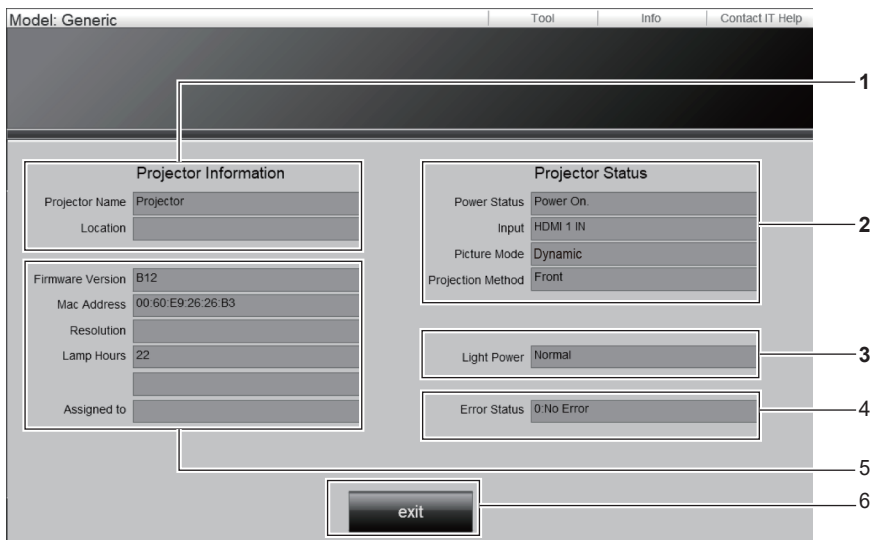 Model: Generic
Tool Info Contact IT Help
1
Projector Information
Projector Name Projector
Location
Projector Status
Power Status Power On.
Input HDMI 1 IN
Picture Mode Dynamic
Projection Method Front
2
Firmware Version B12
Mac Address 00:60:E9:26:26:B3
Resolution
Lamp Hours 22
Assigned to
Light Power Normal
3
Error Status 0:No Error
4
5
exit
6